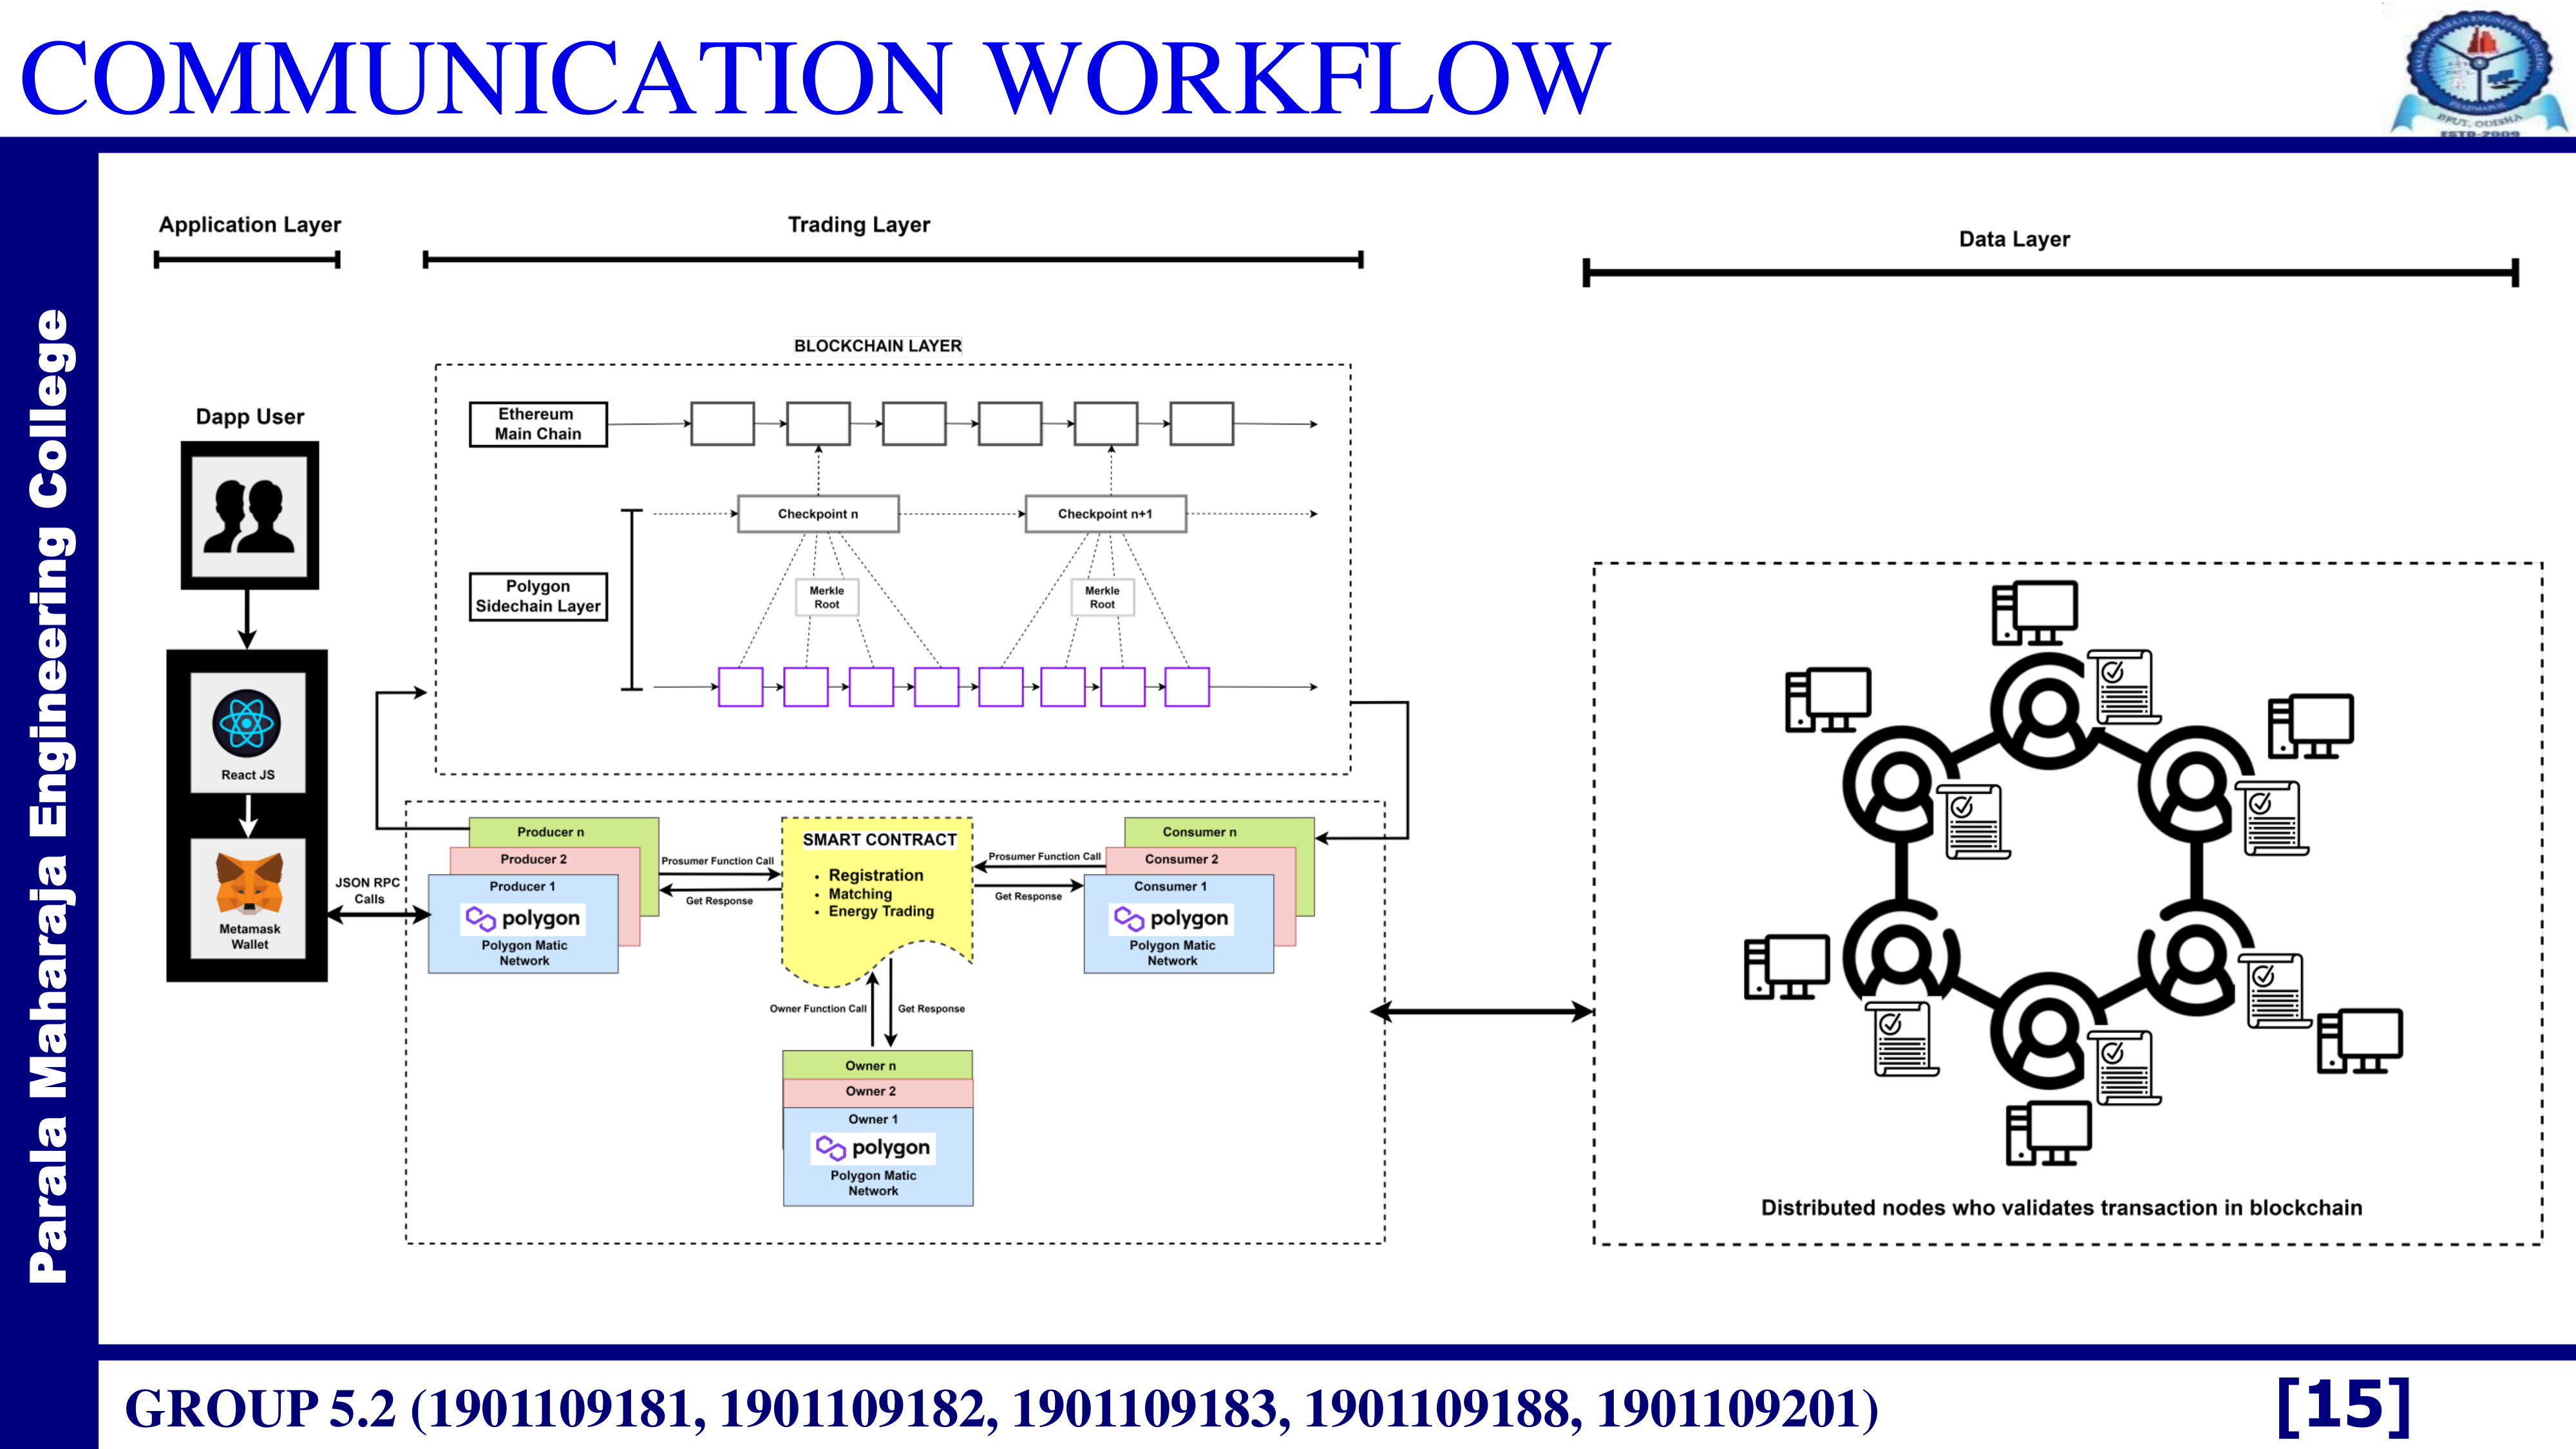 COMMUNICATION WORKFLOW
BPUT, ODISHA
ESTD-2009
Parala Maharaja Engineering College
Application Layer
Trading Layer
Data Layer
BLOCKCHAIN LAYER
Ethereum
Main Chain
Dapp User
Checkpoint n
Checkpoint n+1
Polygon
Sidechain Layer
Merkle
Root
Merkle
Root
React JS
Metamask
Wallet
JSON RPC
Calls
Producer n
Producer 2
Producer 1
polygon
Polygon Matic
Network
Prosumer Function Call
Get Response
SMART CONTRACT
• Registration
• Matching
• Energy Trading
Prosumer Function Call
Get Response
Consumer n
Consumer 2
Consumer 1
polygon
Polygon Matic
Network
Owner Function Call
Get Response
Owner n
Owner 2
Owner 1
polygon
Polygon Matic
Network
Distributed nodes who validates transaction in blockchain
GROUP 5.2 (1901109181, 1901109182, 1901109183, 1901109188, 1901109201)
[15]